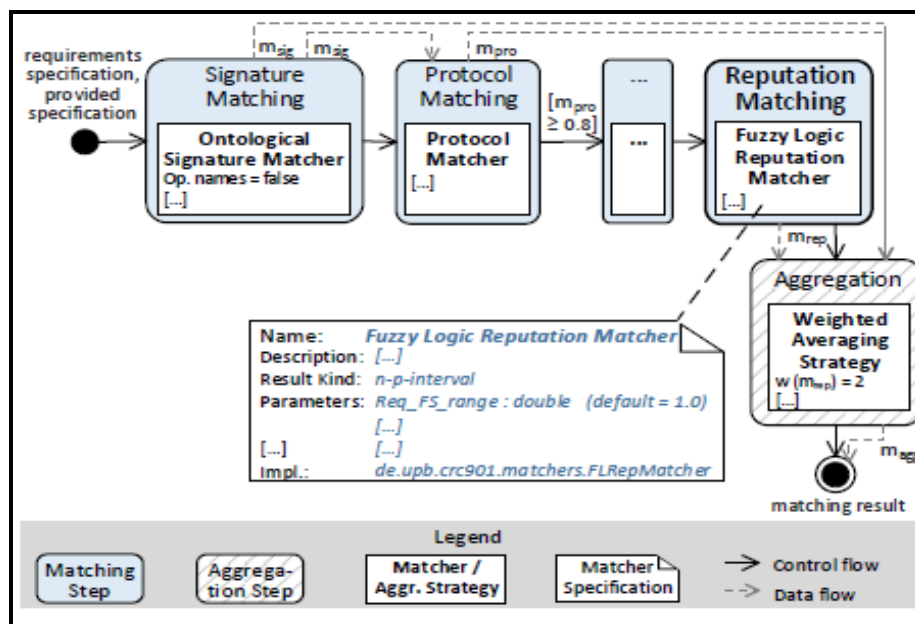 requirements
specification,
provided
specification
m_sig
m_sig
m_pro
Signature
Matching
Ontological
Signature Matcher
Op. names = false
[...]
Protocol
Matching
Protocol
Matcher
[...]
[m_pro
≥ 0.8]
...
...
Reputation
Matching
Fuzzy Logic
Reputation
Matcher
[...]
m_rep
Aggregation
Weighted
Averaging
Strategy
w (m_rep) = 2
[...]
m_agg
matching result
Name: Fuzzy Logic Reputation Matcher
Description: [...]
Result Kind: n-p-interval
Parameters: Req_FS_range : double (default = 1.0)
[...]
[...] [...]
Impl.: de.upb.crc901.matchers.FLRepMatcher
Legend
Matching
Step
Aggrega-
tion Step
Matcher /
Aggr. Strategy
Matcher
Specification
Control flow
Data flow